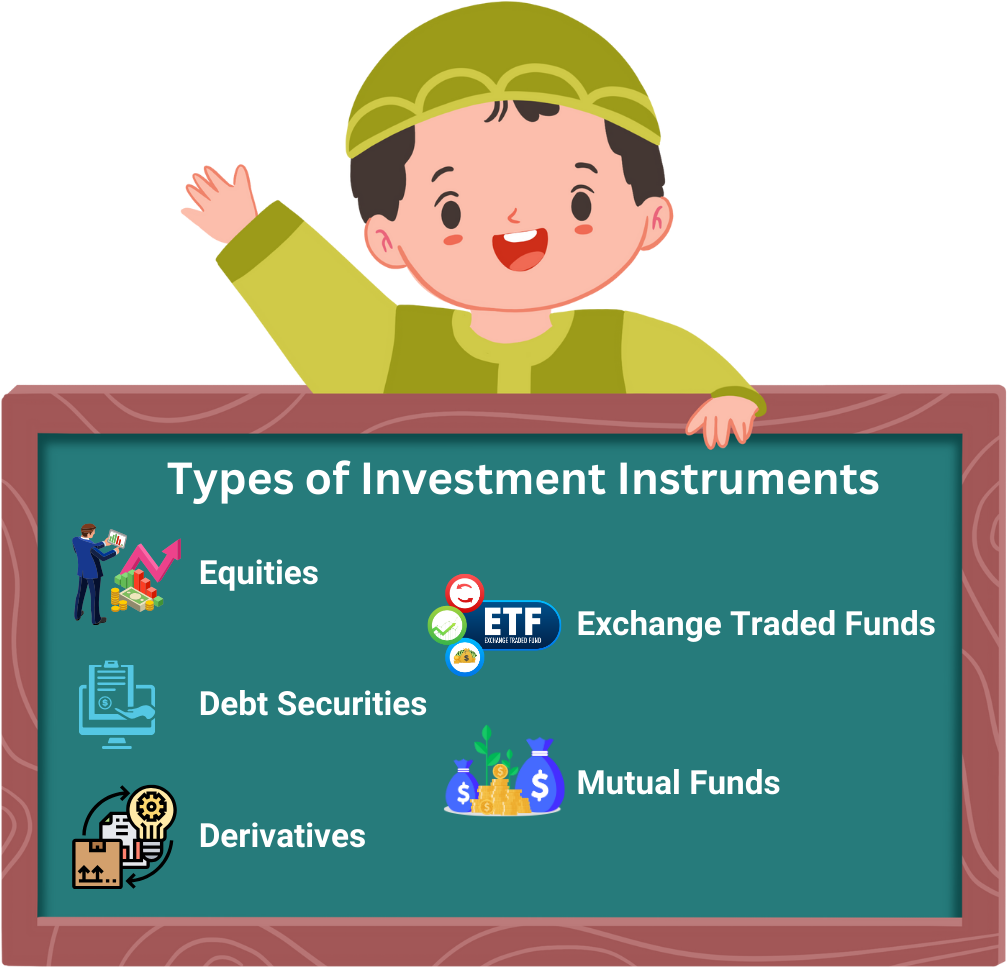 Types of Investment Instruments
Equities
Debt Securities
Derivatives
ETF
EXCHANGE TRADED FUND
Exchange Traded Funds
$ $ $ $
Mutual Funds